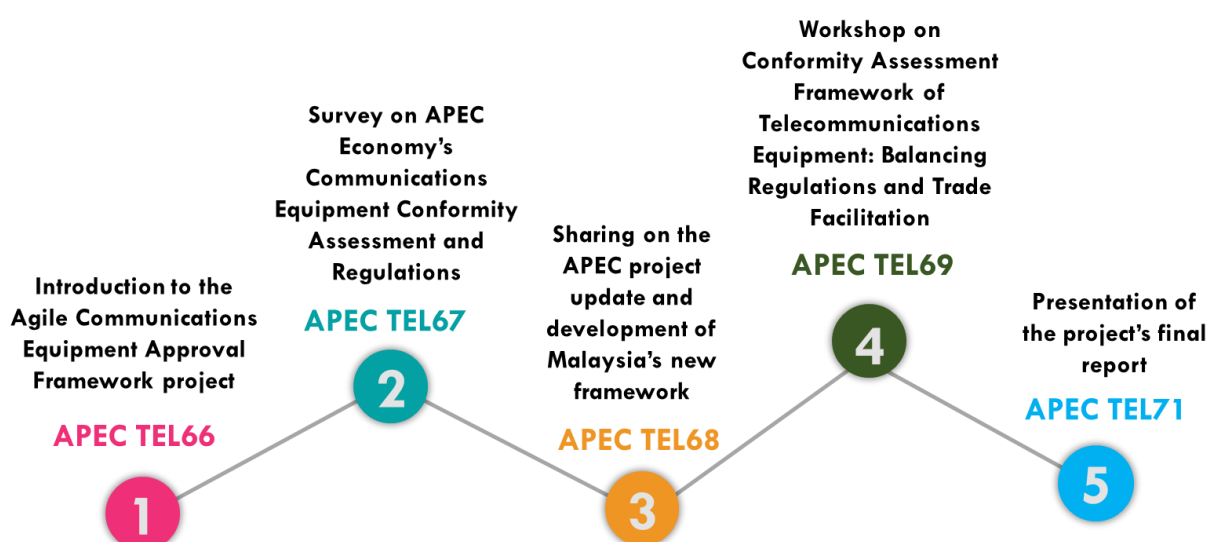 Introduction to the
Agile Communications
Equipment Approval
Framework project
APEC TEL66
1
Survey on APEC
Economy's
Communications
Equipment Conformity
Assessment and
Regulations
APEC TEL67
2
Sharing on the
APEC project
update and
development of
Malaysia's new
framework
APEC TEL68
3
Workshop on
Conformity Assessment
Framework of
Telecommunications
Equipment: Balancing
Regulations and Trade
Facilitation
APEC TEL69
4
Presentation of
the project's final
report
APEC TEL71
5